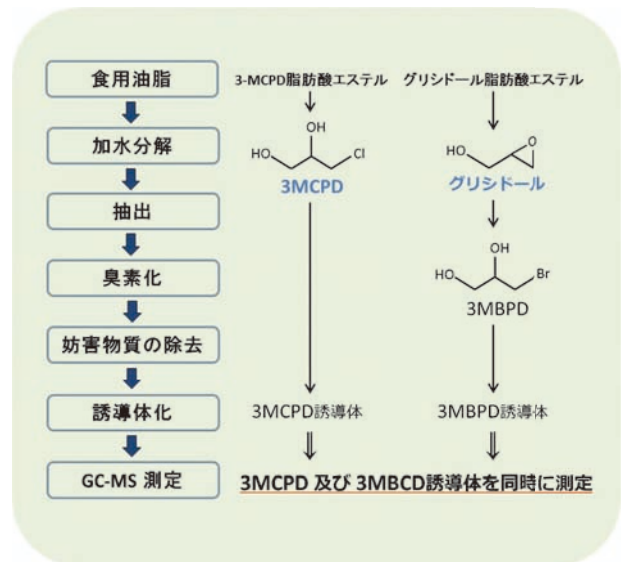 食用油脂
加水分解
抽出
臭素化
妨害物質の除去
誘導体化
GC-MS 測定
3-MCPD脂肪酸エステル
グリシドール脂肪酸エステル
OH
HO
Cl
3MCPD
HO
O
グリシドール
OH
HO
Br
3MBPD
3MCPD誘導体
3MBPD誘導体
3MCPD 及び 3MBCD誘導体を同時に測定